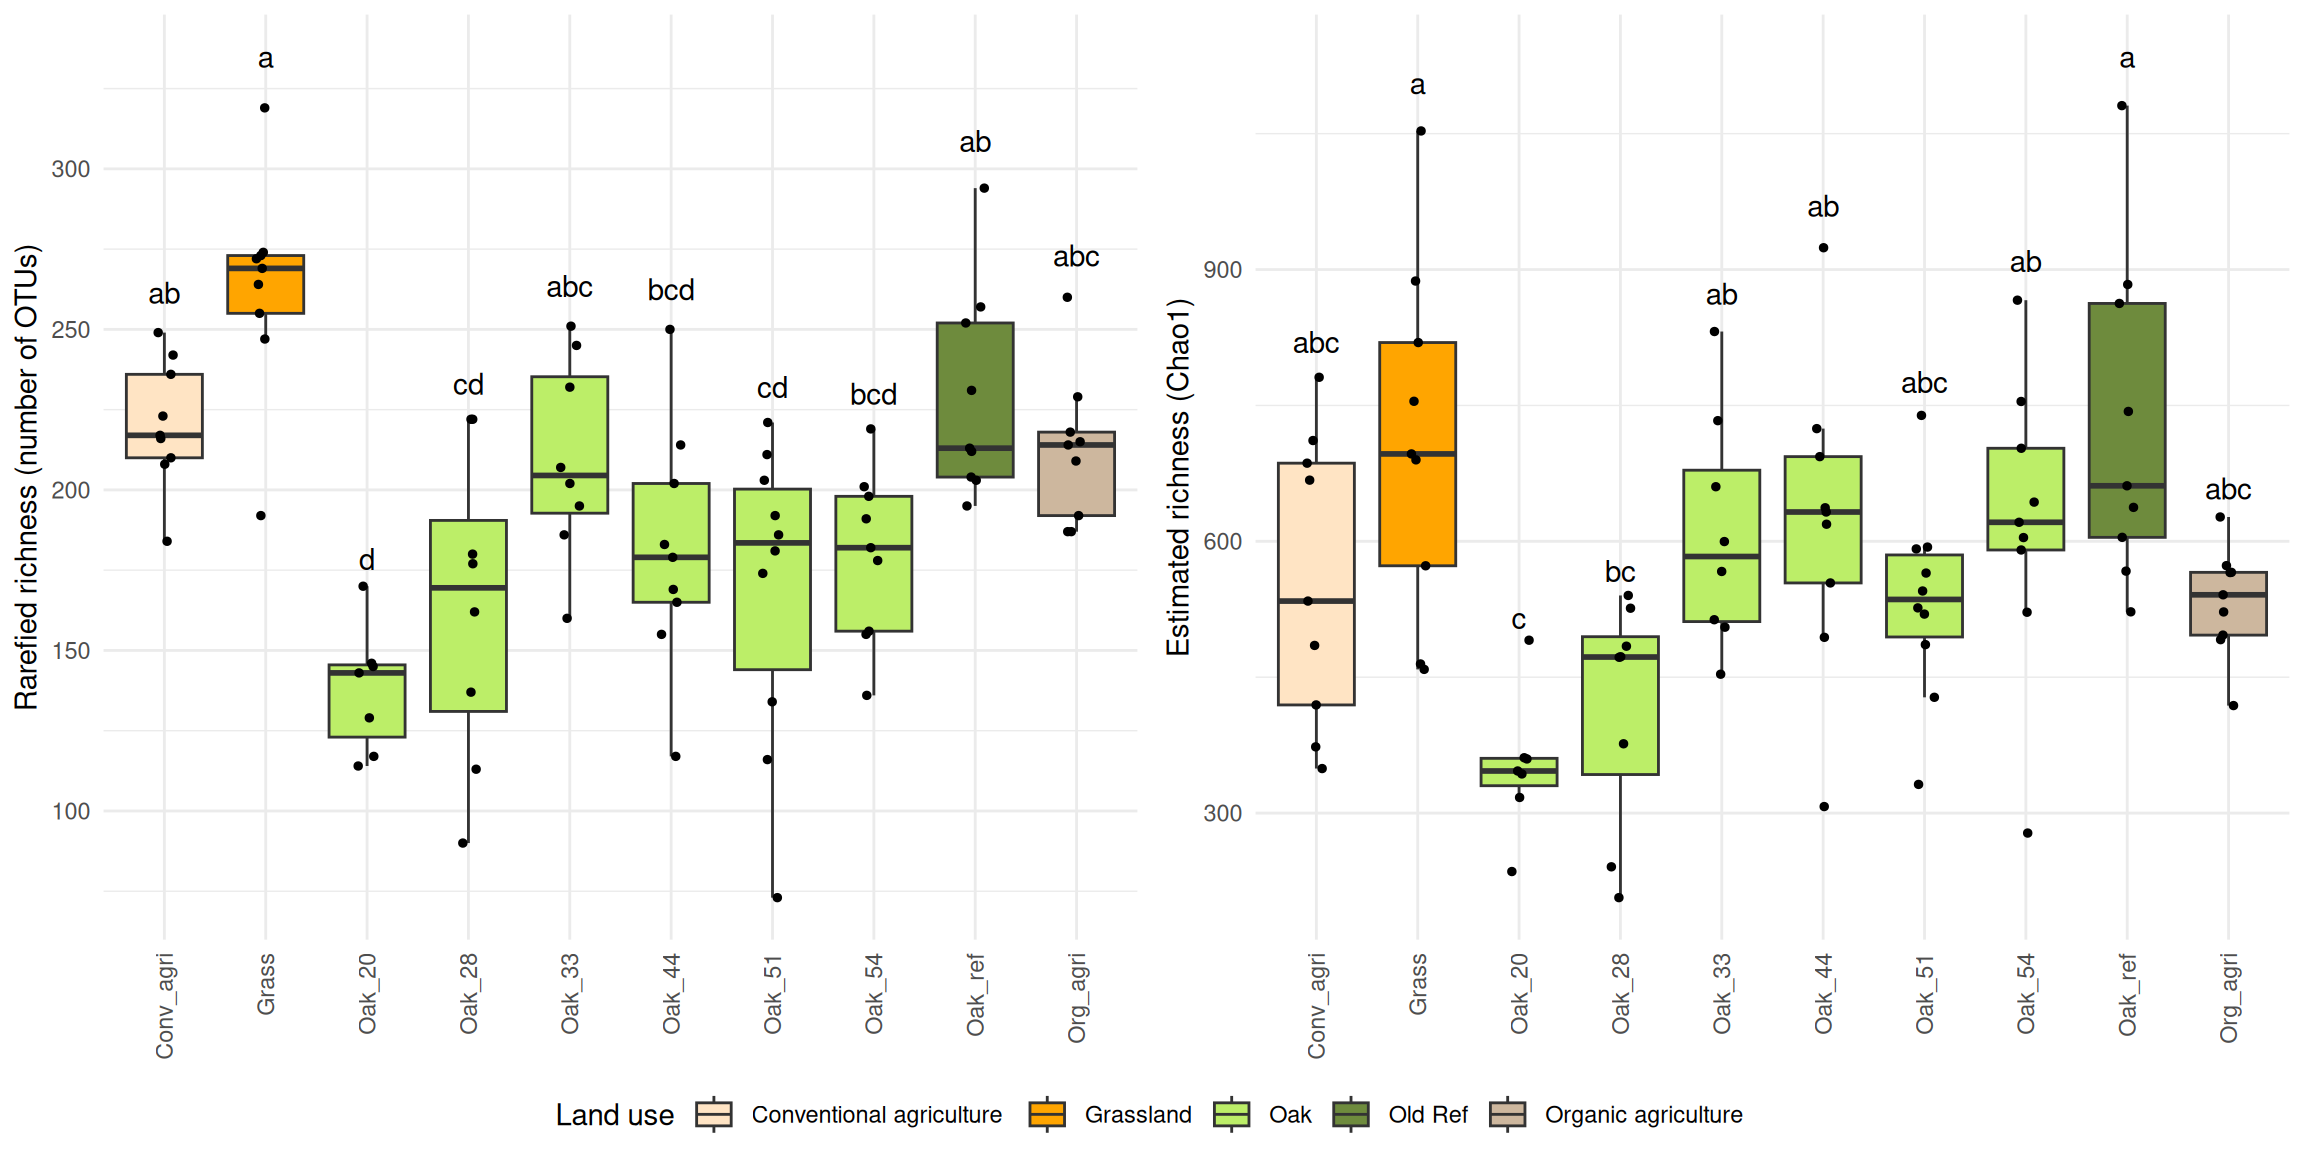 Rarefied richness (number of OTUs)
300
250
200
150
100
ab
a
d
cd
abc
bcd
cd
bcd
ab
abc
Conv_agri
Grass
Oak_20
Oak_28
Oak_33
Oak_44
Oak_51
Oak_54
Oak_ref
Org_agri
Estimated richness (Chao1)
900
600
300
abc
a
c
bc
ab
ab
abc
ab
a
abc
Conv_agri
Grass
Oak_20
Oak_28
Oak_33
Oak_44
Oak_51
Oak_54
Oak_ref
Org_agri
Land use Conventional agriculture Grassland Oak Old Ref Organic agriculture